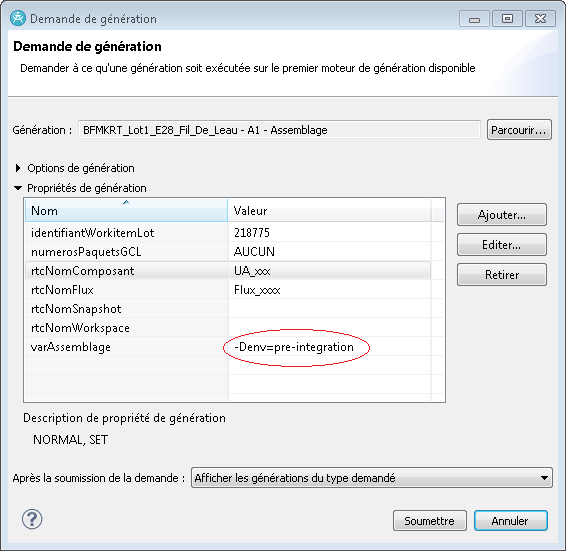 Demande de génération
Demande de génération
Demander à ce qu'une génération soit exécutée sur le premier moteur de génération disponible
Génération : BFMKRT_Lot1_E28_Fil_De_Leau - A1 - Assemblage Parcourir...
Options de génération
Propriétés de génération
Nom Valeur Ajouter...
identifiantWorkitemLot 218775
numerosPaquetsGCL AUCUN Editer...
rtcNomComposant UA_xxx Retirer
rtcNomFlux Flux_xxxx
rtcNomSnapshot
rtcNomWorkspace
varAssemblage -Denv=pre-integration
Description de propriété de génération
NORMAL, SET
Après la soumission de la demande : Afficher les générations du type demandé
? Soumettre Annuler